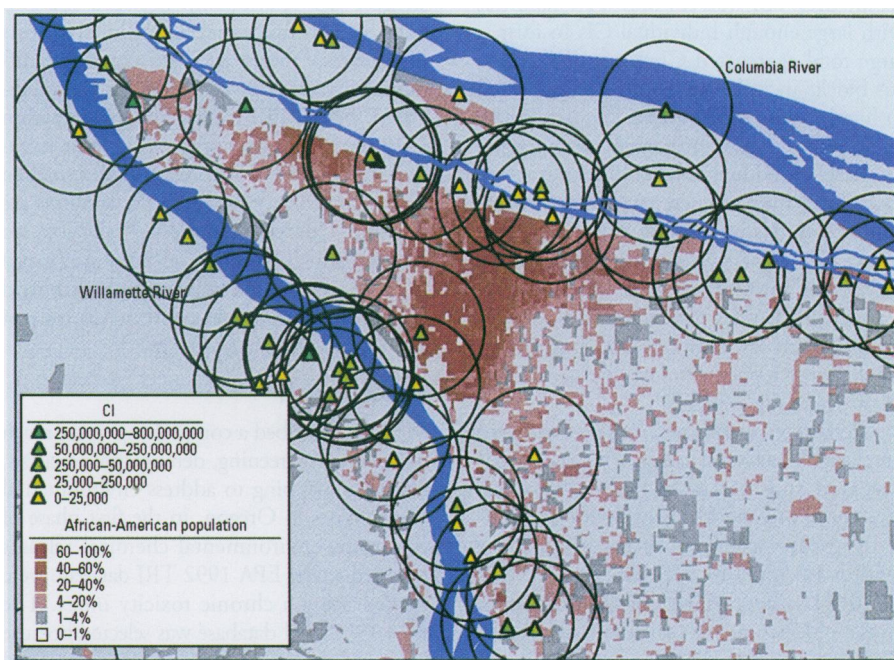 Columbia River
Willamette River
CI
250,000,000–800,000,000
50,000,000–250,000,000
250,000–50,000,000
25,000–250,000
0–25,000
African-American population
60–100%
40–60%
20–40%
4–20%
1–4%
0–1%